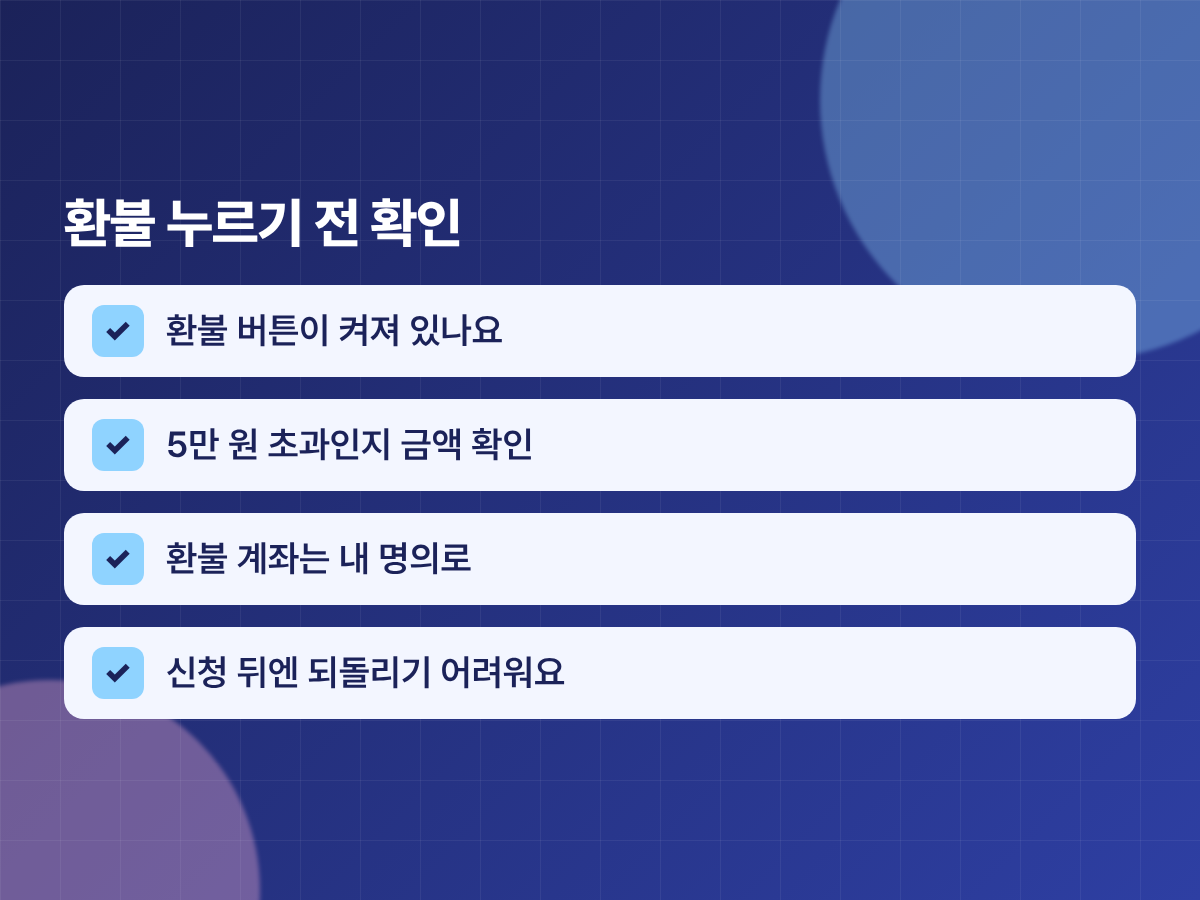 환불 누르기 전 확인
환불 버튼이 켜져 있나요
5만 원 초과인지 금액 확인
환불 계좌는 내 명의로
신청 뒤엔 되돌리기 어려워요